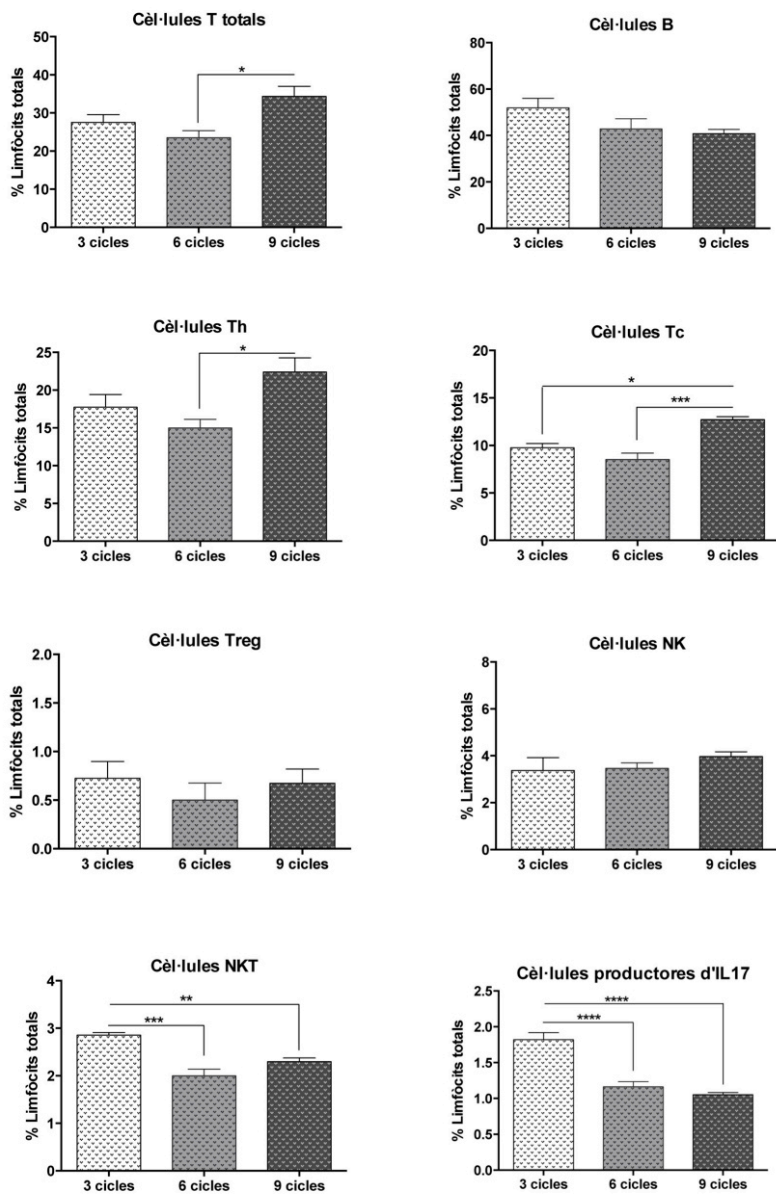 Cèl·lules T totals
% Limfòcits totals
50
40
30
20
10
0
*
3 cicles 6 cicles 9 cicles
Cèl·lules B
% Limfòcits totals
80
60
40
20
0
3 cicles 6 cicles 9 cicles
Cèl·lules Th
% Limfòcits totals
25
20
15
10
5
0
*
3 cicles 6 cicles 9 cicles
Cèl·lules Tc
% Limfòcits totals
20
15
10
5
0
*
***
3 cicles 6 cicles 9 cicles
Cèl·lules Treg
% Limfòcits totals
2.0
1.5
1.0
0.5
0.0
3 cicles 6 cicles 9 cicles
Cèl·lules NK
% Limfòcits totals
8
6
4
2
0
3 cicles 6 cicles 9 cicles
Cèl·lules NKT
% Limfòcits totals
4
3
2
1
0
**
***
3 cicles 6 cicles 9 cicles
Cèl·lules productores d'IL17
% Limfòcits totals
2.0
1.5
1.0
0.5
0.0
****
****
3 cicles 6 cicles 9 cicles